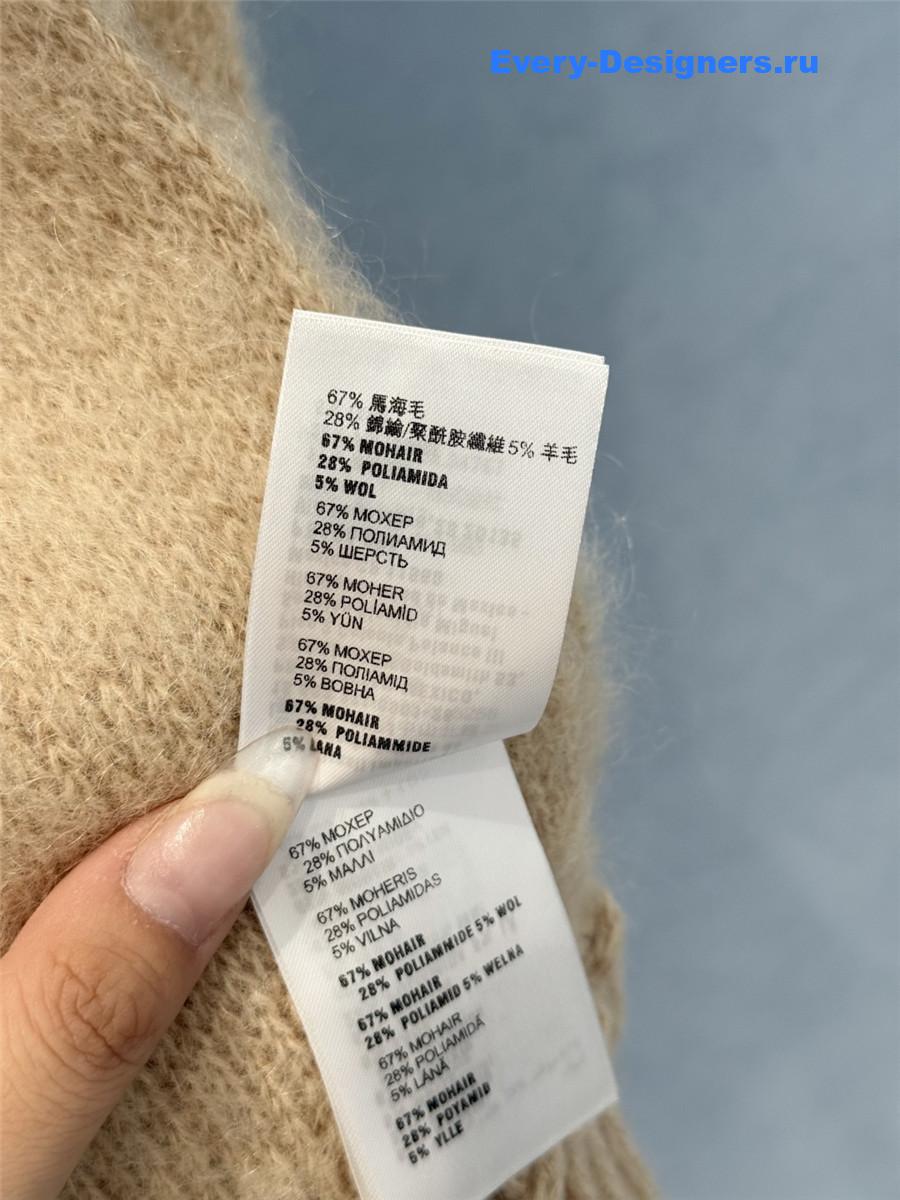 Every-Designers.ru
67% 馬海毛
28% 錦綸/聚酰胺纖維 5% 羊毛
67% MOHAIR
28% POLIAMIDA
5% WOL
67% МОХЕР
28% ПОЛИАМИД
5% ШЕРСТЬ
67% MOHER
28% POLİAMİD
5% YÜN
67% МОХЕР
28% ПОЛІАМІД
5% ВОВНА
67% MOHAIR
28% POLIAMMIDE
5% LANA
67% ΜΟΧΕΡ
28% ΠΟΛΥΑΜΙΔΙΟ
5% ΜΑΛΛΙ
67% MOHERIS
28% POLIAMIDAS
5% VILNA
67% MOHAIR
28% POLIAMMIDE 5% WOL
67% MOHAIR
28% POLIAMID 5% WEŁNA
67% MOHAIR
28% POLIAMIDĂ
5% LÂNĂ
67% MOHAIR
28% POYAMID
5% YLLE